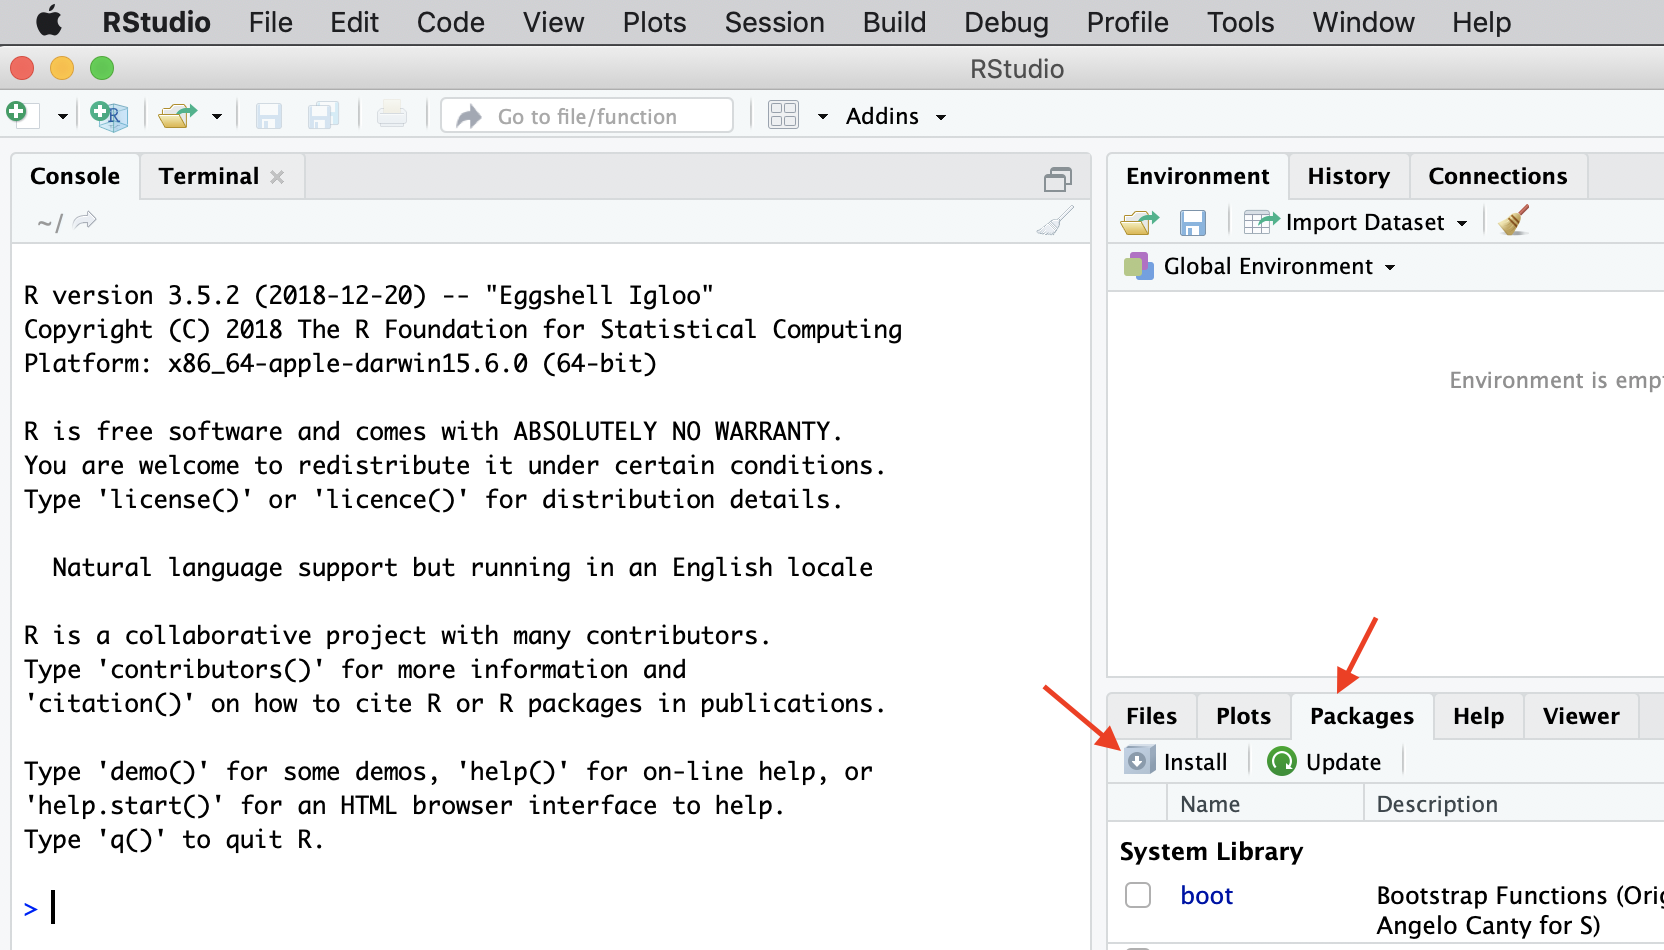 RStudio File Edit Code View Plots Session Build Debug Profile Tools Window Help
RStudio
R Go to file/function Addins
Console Terminal
~/
R version 3.5.2 (2018-12-20) -- "Eggshell Igloo"
Copyright (C) 2018 The R Foundation for Statistical Computing
Platform: x86_64-apple-darwin15.6.0 (64-bit)
R is free software and comes with ABSOLUTELY NO WARRANTY.
You are welcome to redistribute it under certain conditions.
Type 'license()' or 'licence()' for distribution details.
Natural language support but running in an English locale
R is a collaborative project with many contributors.
Type 'contributors()' for more information and
'citation()' on how to cite R or R packages in publications.
Type 'demo()' for some demos, 'help()' for on-line help, or
'help.start()' for an HTML browser interface to help.
Type 'q()' to quit R.
>
Environment History Connections
Import Dataset
Global Environment
Environment is emp
Files Plots Packages Help Viewer
Install Update
Name Description
System Library
boot Bootstrap Functions (Orig
Angelo Canty for S)